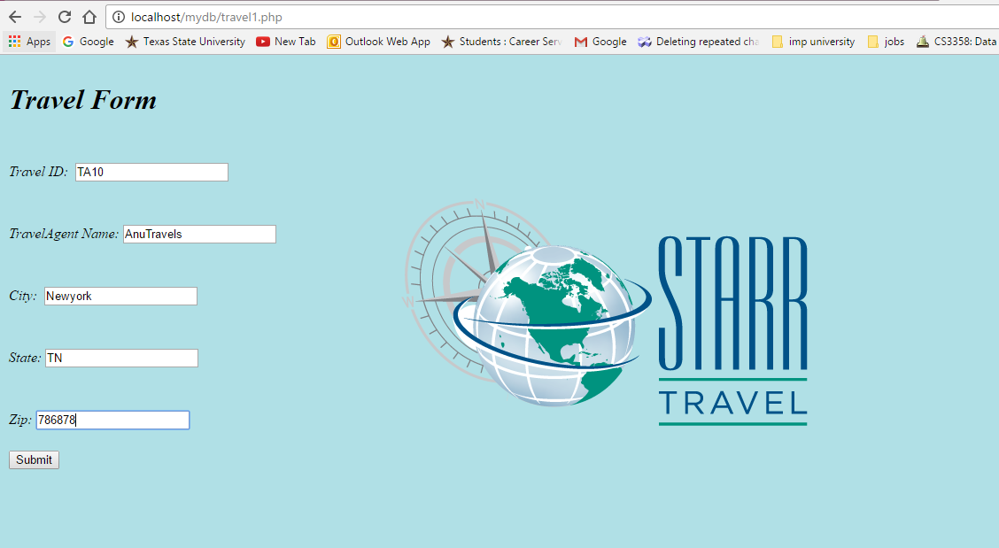 localhost/mydb/travel1.php
Apps Google Texas State University New Tab Outlook Web App Students : Career Serv Google Deleting repeated cha imp university jobs CS3358: Data
Travel Form
Travel ID: TA10
N
TravelAgent Name: AnuTravels
City: Newyork
W
STARR
State: TN
TRAVEL
Zip: 786878
Submit